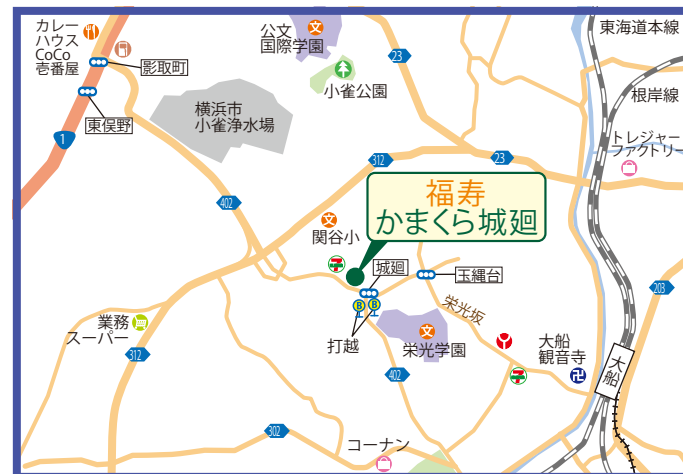 カレー
ハウス
CoCo
壱番屋
影取町
東俣野
1
公文
国際学園
小雀公園
23
東海道本線
根岸線
トレジャー
ファクトリー
横浜市
小雀浄水場
312
23
402
福寿
かまくら城廻
関谷小
城廻
玉縄台
203
業務
スーパー
312
B
B
打越
栄光学園
栄光坂
大船
観音寺
卍
大船
402
302
コーナン
7
7